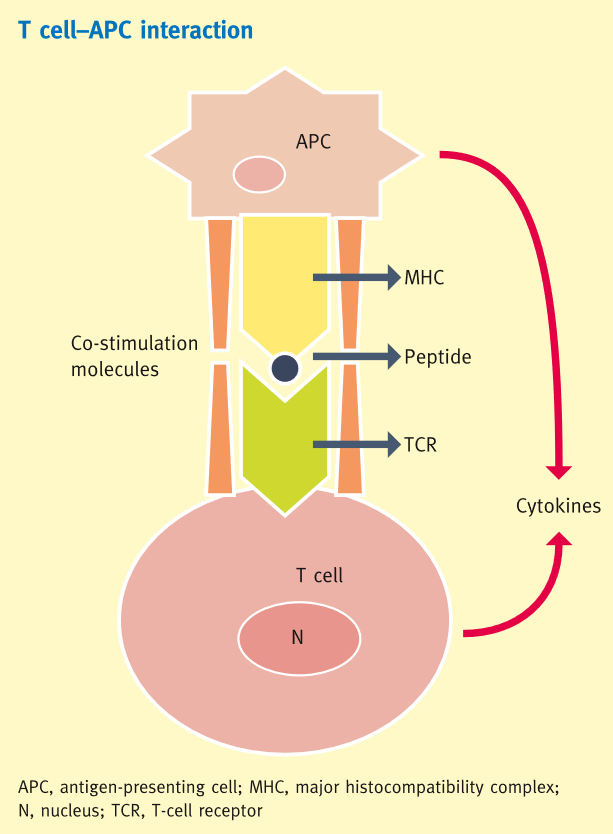 T cell–APC interaction
APC
MHC
Co-stimulation
molecules
Peptide
TCR
Cytokines
T cell
N
APC, antigen-presenting cell; MHC, major histocompatibility complex;
N, nucleus; TCR, T-cell receptor